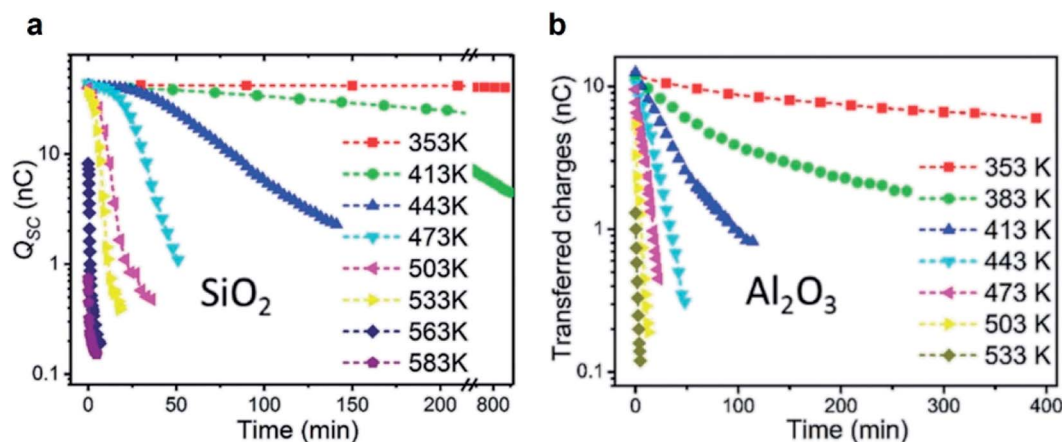 a
Q_SC (nC)
10
1
0.1
353K
413K
443K
473K
503K
533K
563K
583K
SiO₂
0 50 100 150 200 800
Time (min)
b
Transferred charges (nC)
10
1
0.1
353 K
383 K
413 K
443 K
473 K
503 K
533 K
Al₂O₃
0 100 200 300 400
Time (min)